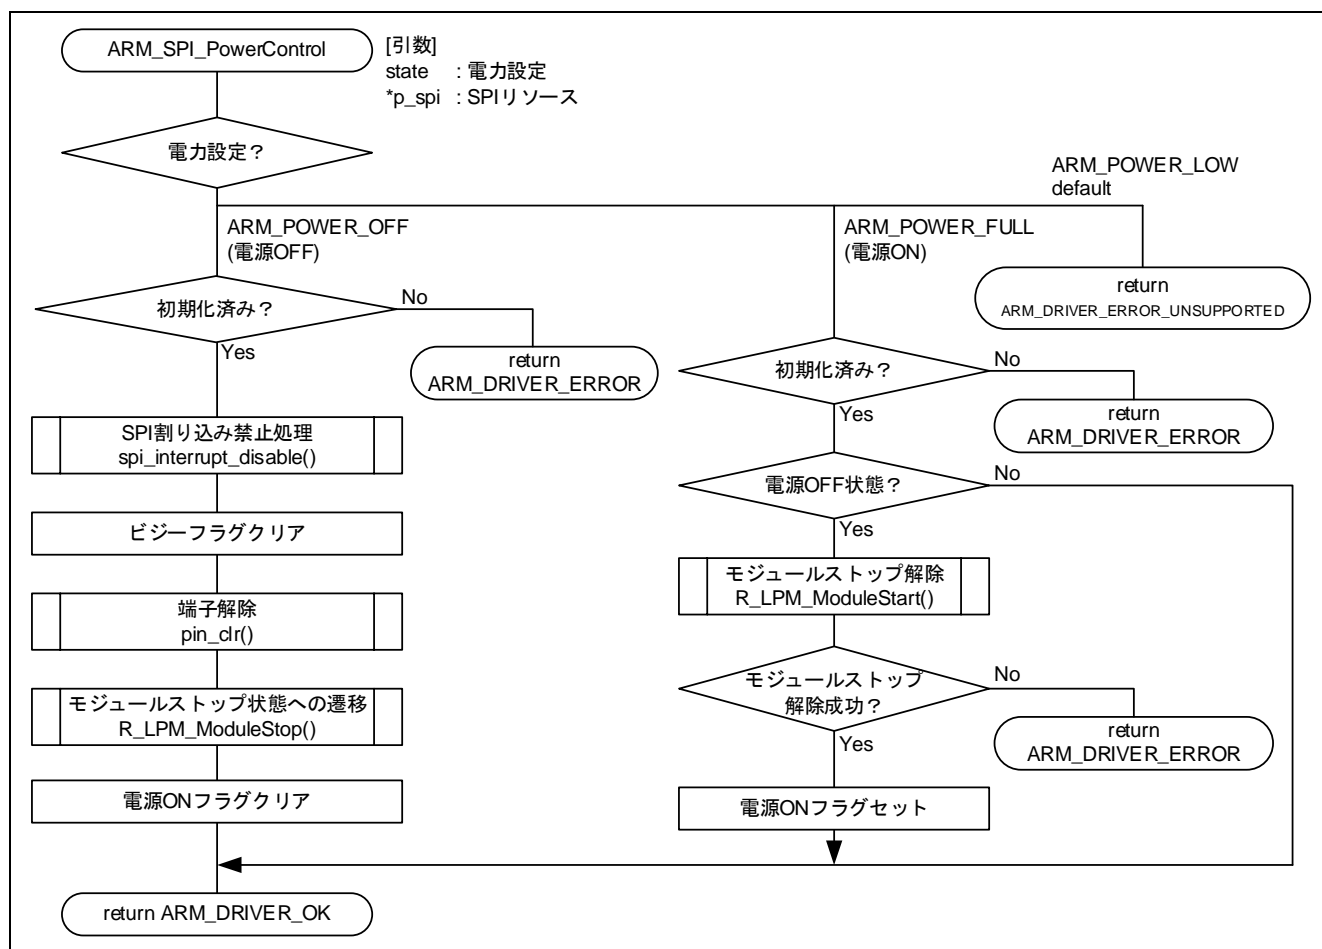 ARM_SPI_PowerControl
[引数]
state : 電力設定
*p_spi : SPIリソース
電力設定？
ARM_POWER_LOW
default
ARM_POWER_OFF
(電源OFF)
ARM_POWER_FULL
(電源ON)
return
ARM_DRIVER_ERROR_UNSUPPORTED
初期化済み？
No
Yes
return
ARM_DRIVER_ERROR
初期化済み？
No
Yes
return
ARM_DRIVER_ERROR
SPI割り込み禁止処理
spi_interrupt_disable()
電源OFF状態？
No
Yes
ビジーフラグクリア
モジュールストップ解除
R_LPM_ModuleStart()
端子解除
pin_clr()
モジュールストップ
解除成功？
No
Yes
return
ARM_DRIVER_ERROR
モジュールストップ状態への遷移
R_LPM_ModuleStop()
電源ONフラグクリア
電源ONフラグセット
return ARM_DRIVER_OK